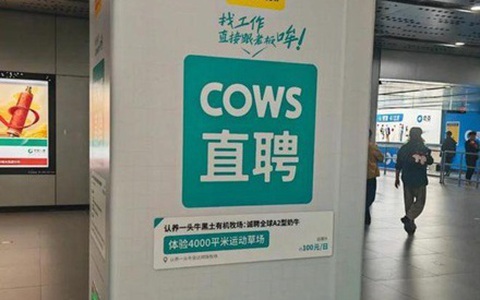 找工作
直接跟老板哞!
COWS
直聘
认养一头牛黑土有机牧场:诚聘全球A2型奶牛
体验4000平米运动草场
300元/日